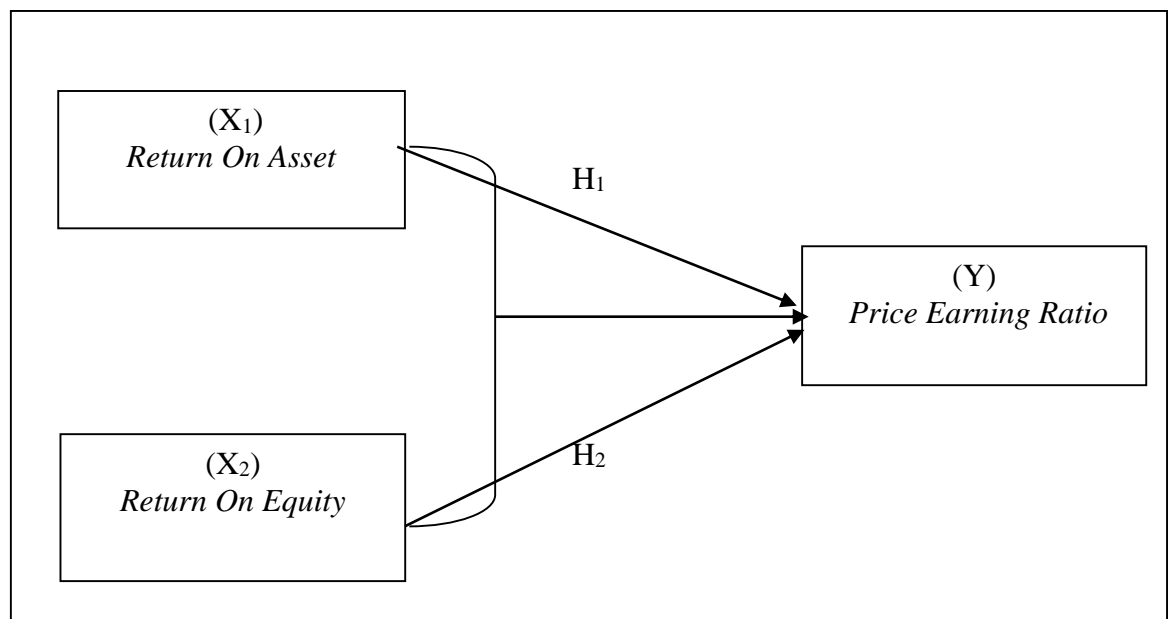 (X₁)
Return On Asset
H₁
(Y)
Price Earning Ratio
(X₂)
Return On Equity
H₂